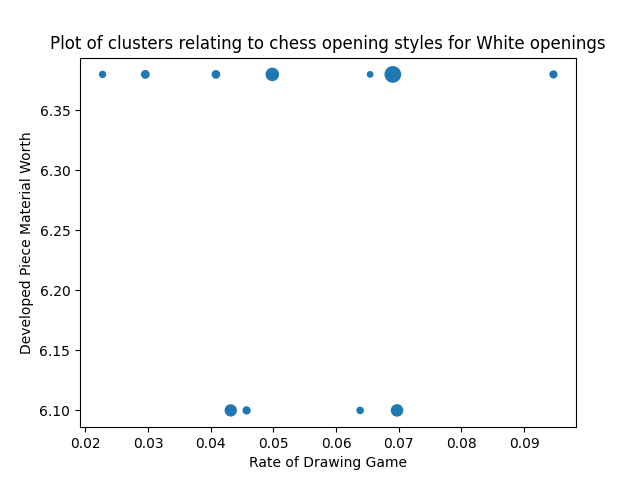 Plot of clusters relating to chess opening styles for White openings
Developed Piece Material Worth
6.35
6.30
6.25
6.20
6.15
6.10
0.02 0.03 0.04 0.05 0.06 0.07 0.08 0.09
Rate of Drawing Game